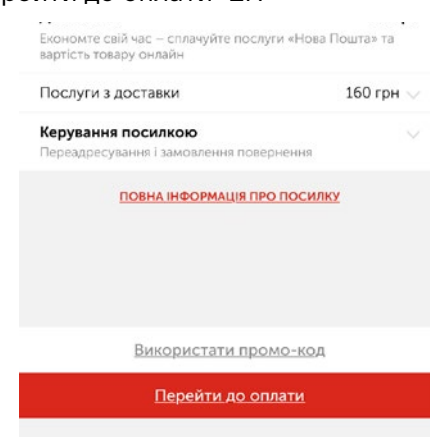 Економте свій час – сплачуйте послуги «Нова Пошта» та
вартість товару онлайн
Послуги з доставки 160 грн
Керування посилкою
Переадресування і замовлення повернення
ПОВНА ІНФОРМАЦІЯ ПРО ПОСИЛКУ
Використати промо-код
Перейти до оплати